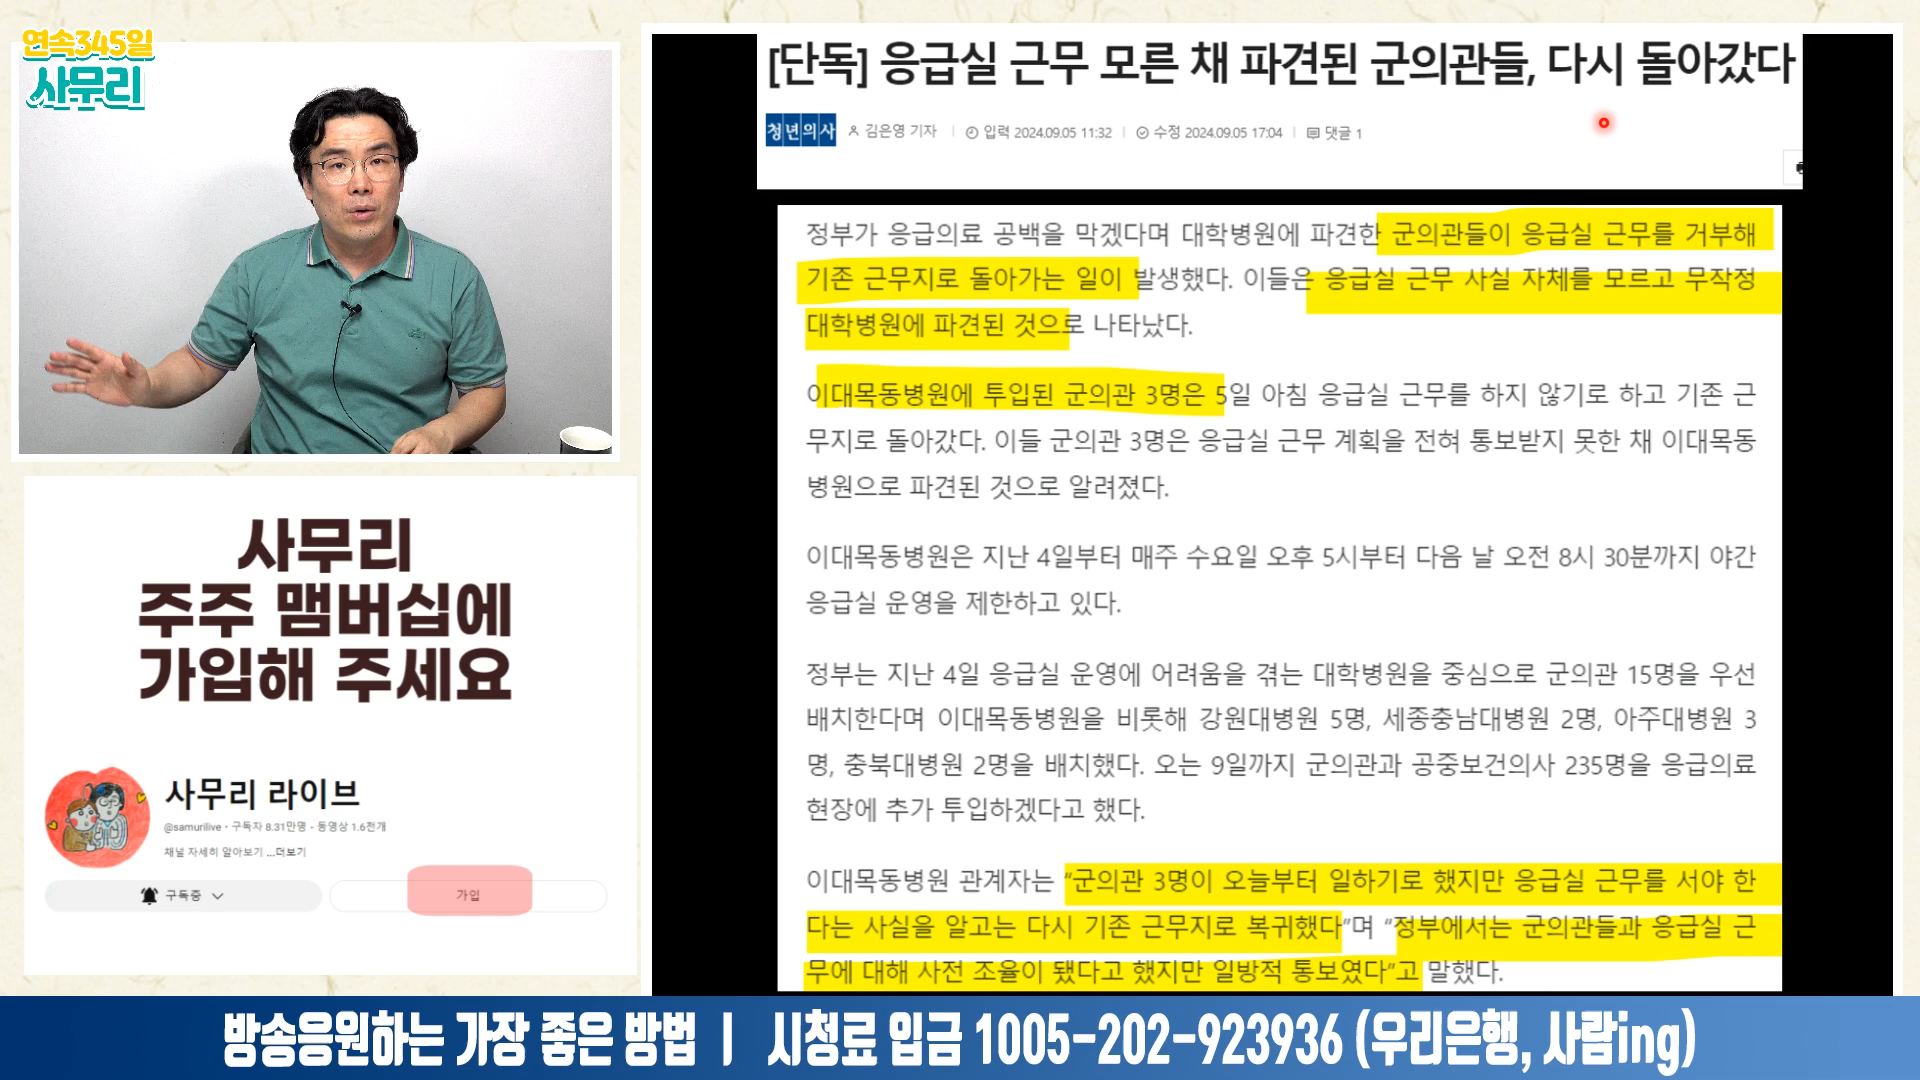 연속345일
사무리
[단독] 응급실 근무 모른 채 파견된 군의관들, 다시 돌아갔다
청년의사 김은영 기자 | 입력 2024.09.05 11:32 | 수정 2024.09.05 17:04 | 댓글 1
정부가 응급의료 공백을 막겠다며 대학병원에 파견한 군의관들이 응급실 근무를 거부해
기존 근무지로 돌아가는 일이 발생했다. 이들은 응급실 근무 사실 자체를 모르고 무작정
대학병원에 파견된 것으로 나타났다.
이대목동병원에 투입된 군의관 3명은 5일 아침 응급실 근무를 하지 않기로 하고 기존 근
무지로 돌아갔다. 이들 군의관 3명은 응급실 근무 계획을 전혀 통보받지 못한 채 이대목동
병원으로 파견된 것으로 알려졌다.
이대목동병원은 지난 4일부터 매주 수요일 오후 5시부터 다음 날 오전 8시 30분까지 야간
응급실 운영을 제한하고 있다.
정부는 지난 4일 응급실 운영에 어려움을 겪는 대학병원을 중심으로 군의관 15명을 우선
배치한다며 이대목동병원을 비롯해 강원대병원 5명, 세종충남대병원 2명, 아주대병원 3
명, 충북대병원 2명을 배치했다. 오는 9일까지 군의관과 공중보건의사 235명을 응급의료
현장에 추가 투입하겠다고 했다.
이대목동병원 관계자는 “군의관 3명이 오늘부터 일하기로 했지만 응급실 근무를 서야 한
다는 사실을 알고는 다시 기존 근무지로 복귀했다”며 “정부에서는 군의관들과 응급실 근
무에 대해 사전 조율이 됐다고 했지만 일방적 통보였다”고 말했다.
사무리
주주 맴버십에
가입해 주세요
사무리 라이브
@samurilive • 구독자 8.31만명 • 동영상 1.6천개
채널 자세히 알아보기 ...더보기
구독중
가입
방송응원하는 가장 좋은 방법 | 시청료 입금 1005-202-923936 (우리은행, 사람ing)